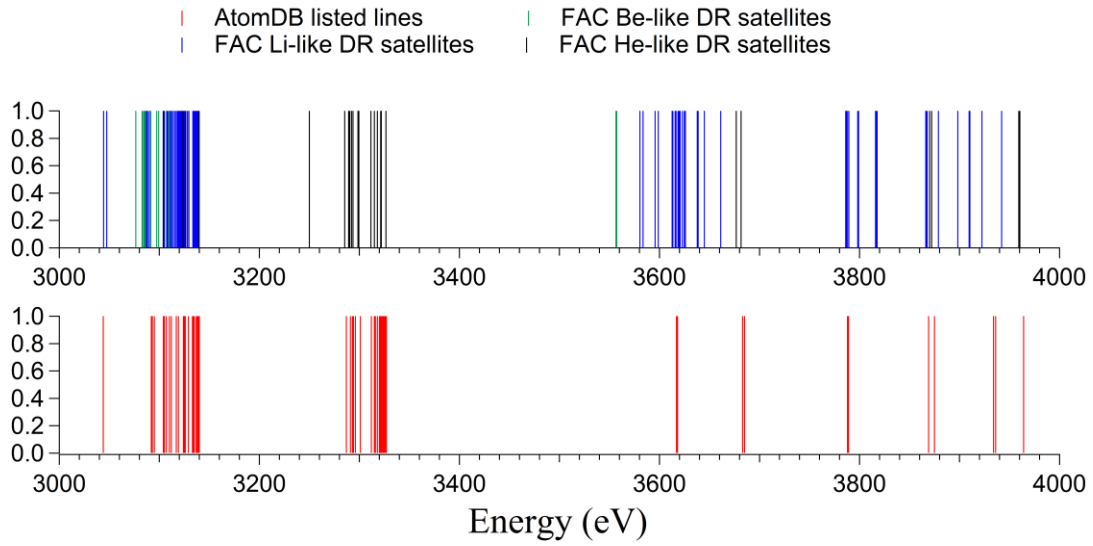 AtomDB listed lines FAC Be-like DR satellites
FAC Li-like DR satellites FAC He-like DR satellites
1.0
0.8
0.6
0.4
0.2
0.0
3000 3200 3400 3600 3800 4000
1.0
0.8
0.6
0.4
0.2
0.0
3000 3200 3400 3600 3800 4000
Energy (eV)